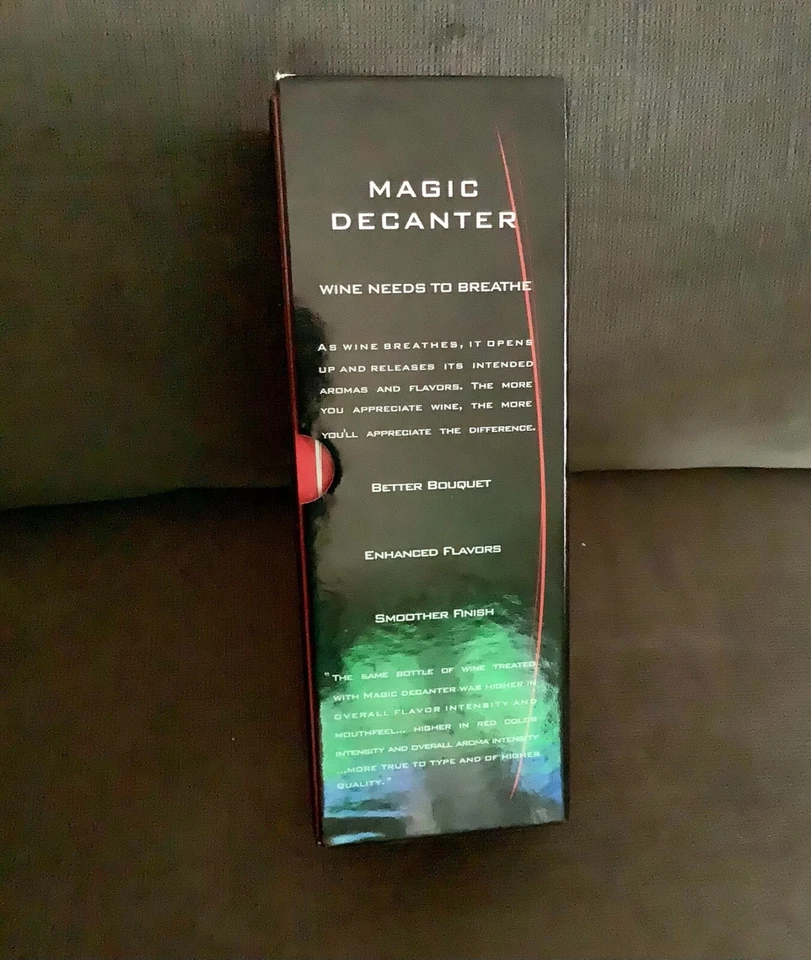 MAGIC
DECANTER
WINE NEEDS TO BREATHE
AS WINE BREATHES, IT OPENS
UP AND RELEASES ITS INTENDED
AROMAS AND FLAVORS. THE MORE
YOU APPRECIATE WINE, THE MORE
YOU'LL APPRECIATE THE DIFFERENCE.
BETTER BOUQUET
ENHANCED FLAVORS
SMOOTHER FINISH
"THE SAME BOTTLE OF WINE TREATED
WITH MAGIC DECANTER WAS HIGHER IN
OVERALL FLAVOR INTENSITY AND
MOUTHFEEL... HIGHER IN RED COLOR
INTENSITY AND OVERALL AROMA INTENSITY
...MORE TRUE TO TYPE AND OF HIGHER
QUALITY."